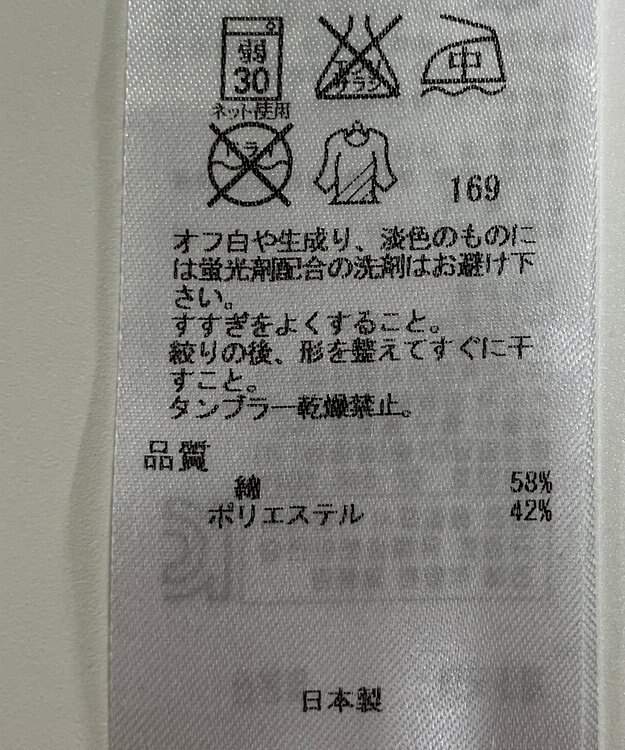 弱
30
ネット使用
エンソ
サラシ
中
ドライ
169
オフ白や生成り、淡色のものに
は蛍光剤配合の洗剤はお避け下
さい。
すすぎをよくすること。
絞りの後、形を整えてすぐに干
すこと。
タンブラー乾燥禁止。
品質
綿 58%
ポリエステル 42%
日本製